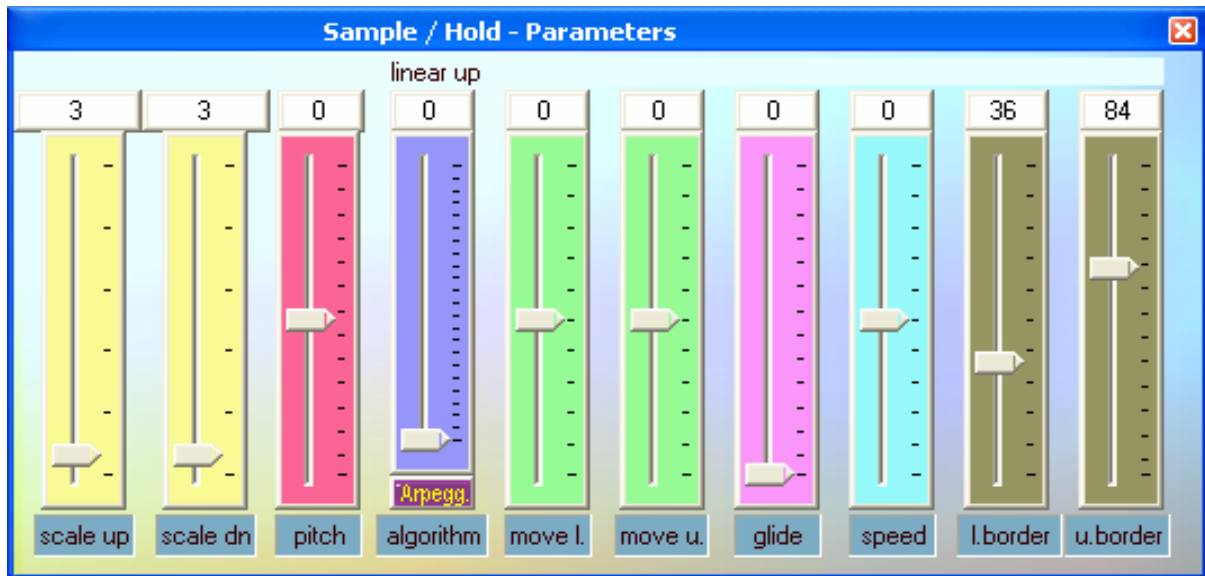 Sample / Hold - Parameters
linear up
3 3 0 0 0 0 0 0 36 84
Arpegg.
scale up scale dn pitch algorithm move l. move u. glide speed l.border u.border